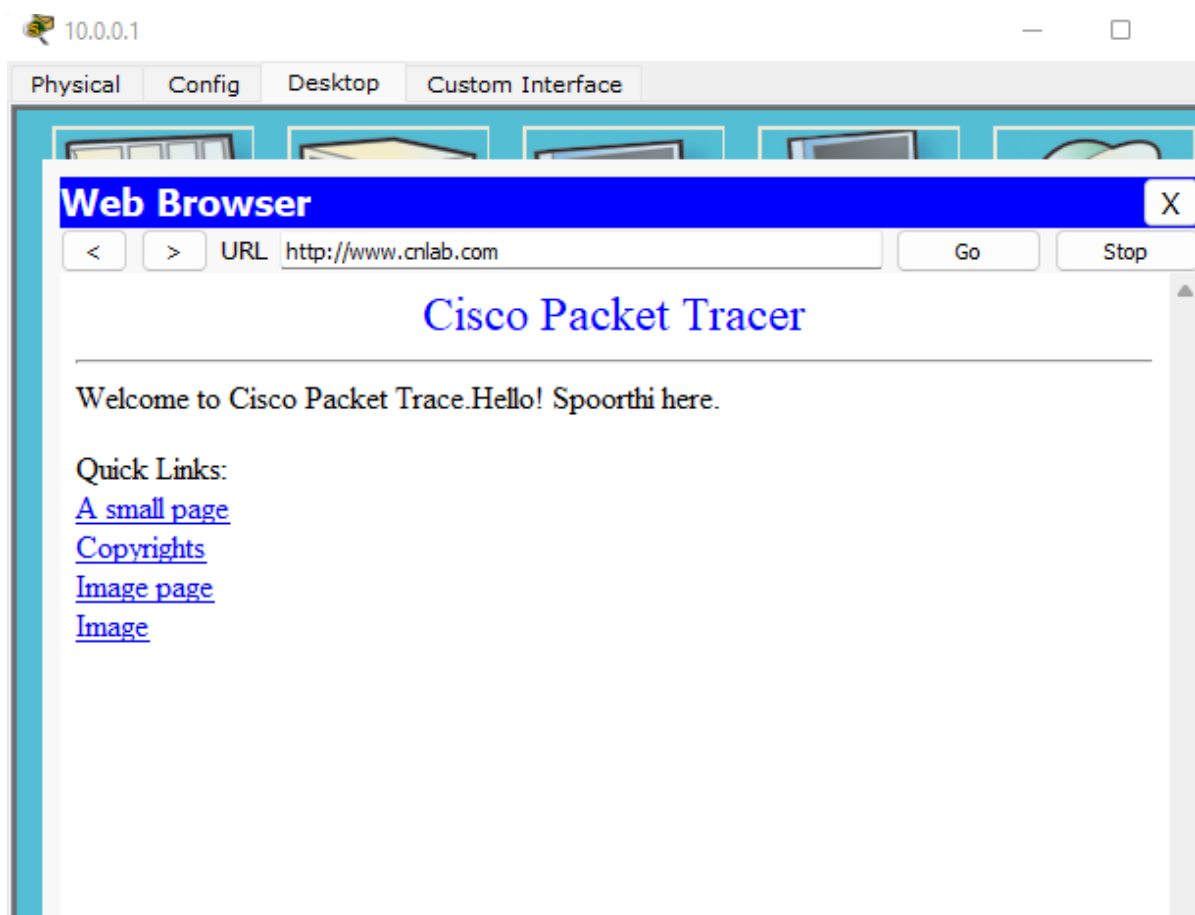 10.0.0.1
Physical Config Desktop Custom Interface
Web Browser X
< > URL http://www.cnlab.com Go Stop
Cisco Packet Tracer
Welcome to Cisco Packet Trace.Hello! Spoorthi here.
Quick Links:
A small page
Copyrights
Image page
Image